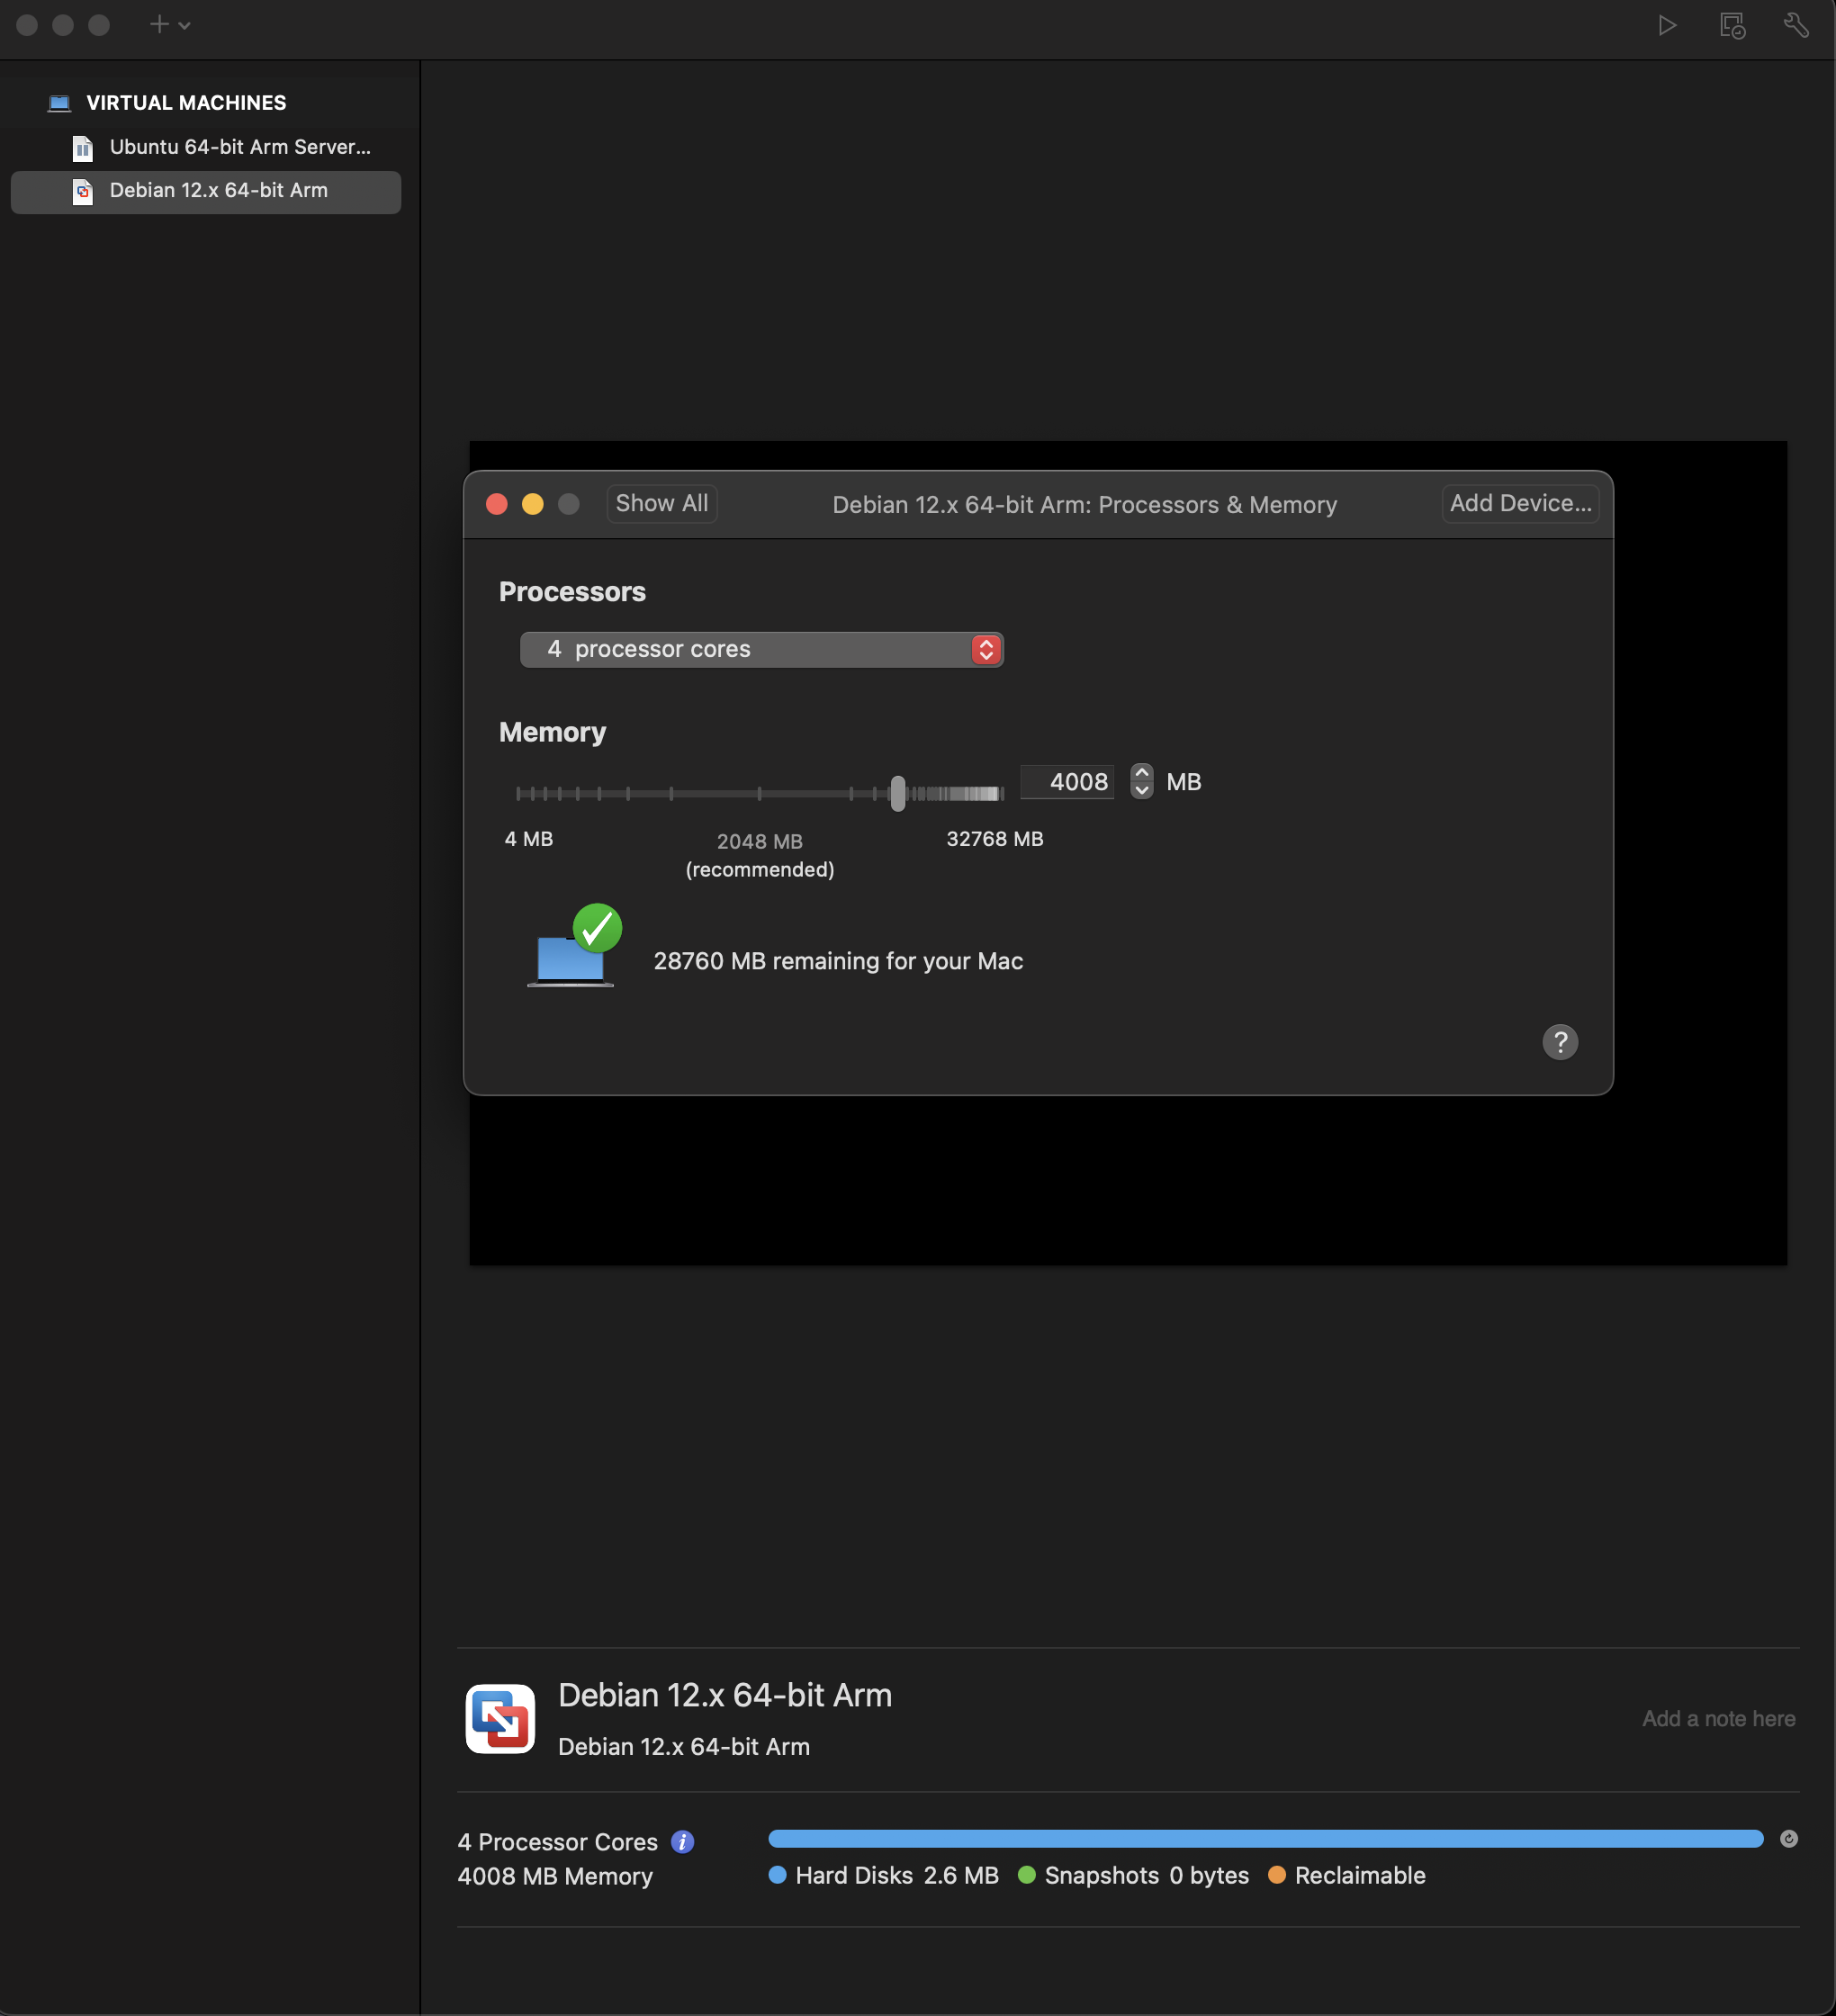 VIRTUAL MACHINES
Ubuntu 64-bit Arm Server...
Debian 12.x 64-bit Arm
Show All
Debian 12.x 64-bit Arm: Processors & Memory
Add Device...
Processors
4 processor cores
Memory
4008 MB
4 MB
2048 MB
(recommended)
32768 MB
28760 MB remaining for your Mac
?
Debian 12.x 64-bit Arm
Debian 12.x 64-bit Arm
Add a note here
4 Processor Cores
4008 MB Memory
Hard Disks 2.6 MB Snapshots 0 bytes Reclaimable